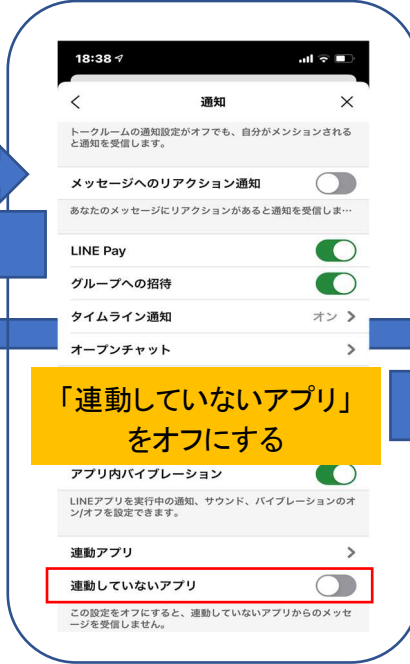 18:38
通知
トークルームの通知設定がオフでも、自分がメンションされる
と通知を受信します。
メッセージへのリアクション通知
あなたのメッセージにリアクションがあると通知を受信しま…
LINE Pay
グループへの招待
タイムライン通知 オン
オープンチャット
「連動していないアプリ」
をオフにする
アプリ内バイブレーション
LINEアプリを実行中の通知、サウンド、バイブレーションのオ
ン/オフを設定できます。
連動アプリ
連動していないアプリ
この設定をオフにすると、連動していないアプリからのメッセ
ージを受信しません。